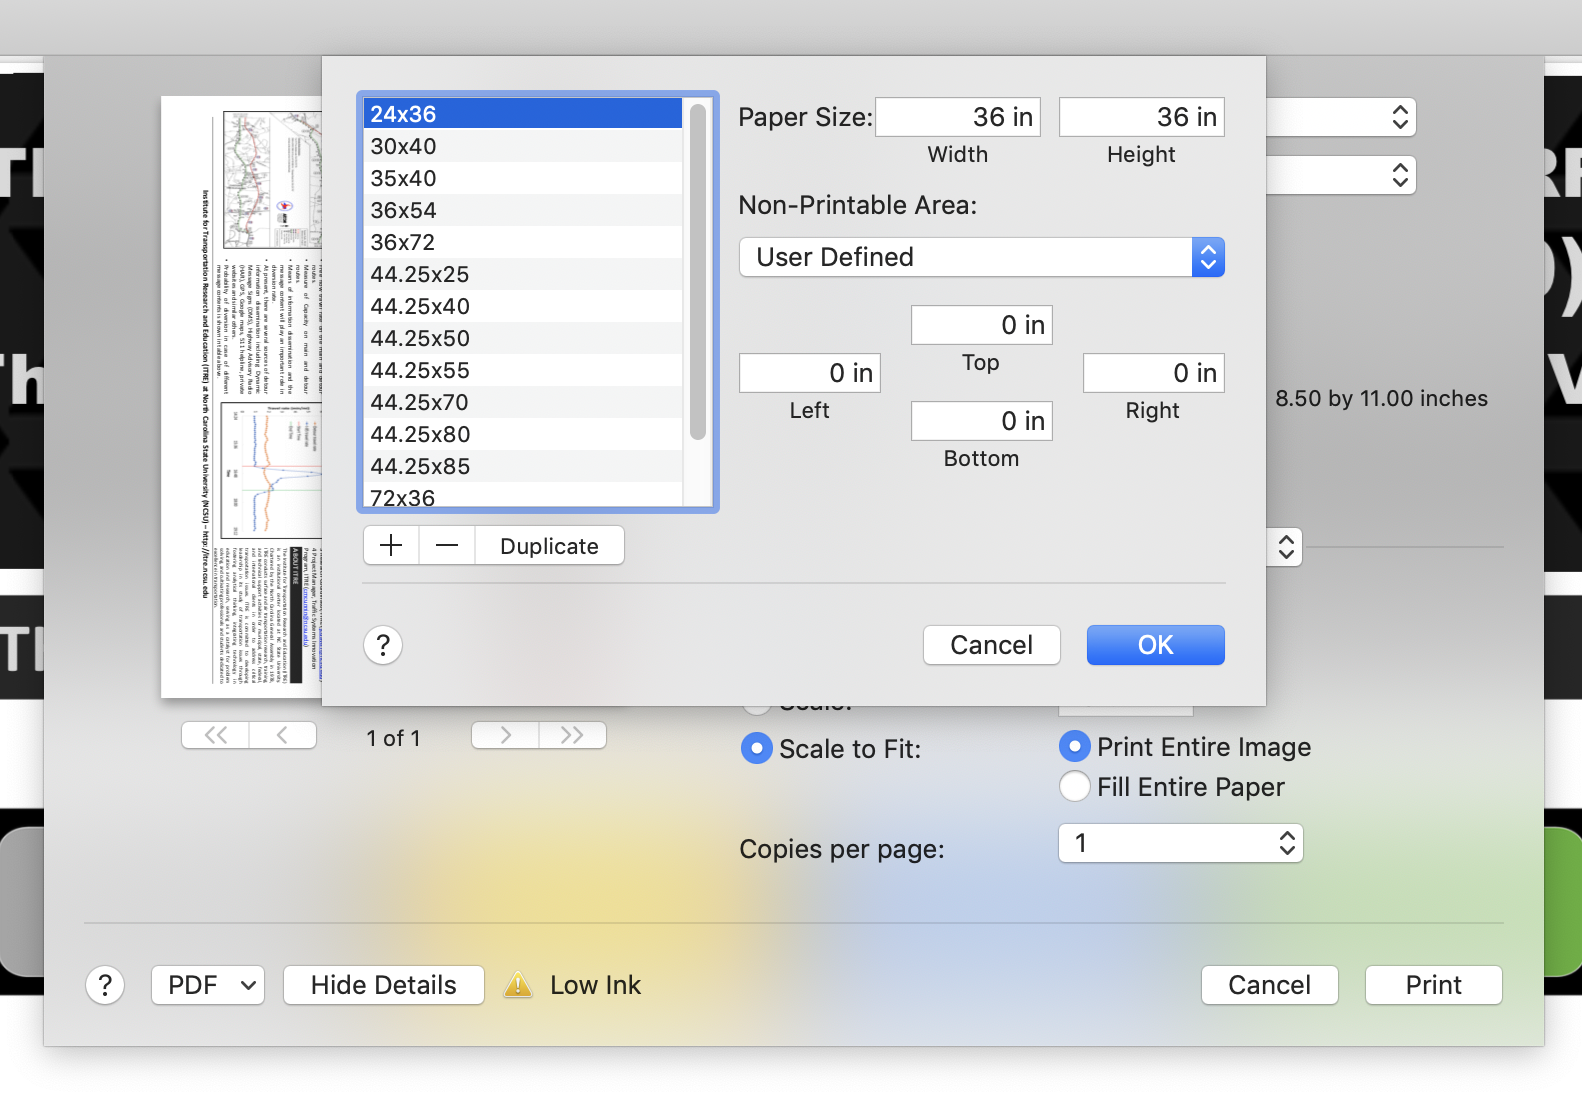 24x36
30x40
35x40
36x54
36x72
44.25x25
44.25x40
44.25x50
44.25x55
44.25x70
44.25x80
44.25x85
72x36
+
−
Duplicate
Paper Size:
36 in
36 in
Width
Height
Non-Printable Area:
User Defined
0 in
Top
0 in
Left
0 in
Right
0 in
Bottom
?
Cancel
OK
8.50 by 11.00 inches
Institute for Transportation Research and Education (ITRE) at North Carolina State University (NCSU) – http://itre.ncsu.edu
ABOUT ITRE
<<
<
1 of 1
>
>>
Scale:
Scale to Fit:
Print Entire Image
Fill Entire Paper
Copies per page:
1
?
PDF
Hide Details
Low Ink
Cancel
Print